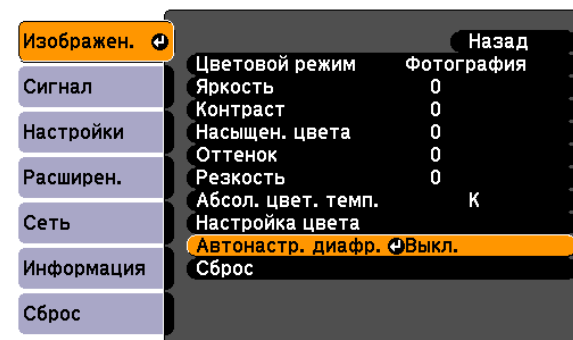 Изображен.
Сигнал
Настройки
Расширен.
Сеть
Информация
Сброс
Назад
Цветовой режим Фотография
Яркость 0
Контраст 0
Насыщен. цвета 0
Оттенок 0
Резкость 0
Абсол. цвет. темп. K
Настройка цвета
Автонастр. диафр. Выкл.
Сброс